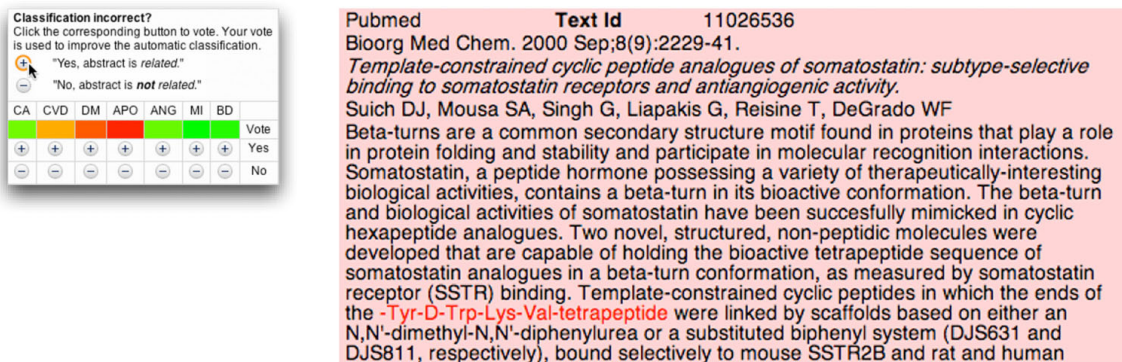 Classification incorrect?
Click the corresponding button to vote. Your vote
is used to improve the automatic classification.
+ "Yes, abstract is related."
− "No, abstract is not related."
CA CVD DM APO ANG MI BD
Vote
+ + + + + + + Yes
− − − − − − − No
Pubmed Text Id 11026536
Bioorg Med Chem. 2000 Sep;8(9):2229-41.
Template-constrained cyclic peptide analogues of somatostatin: subtype-selective
binding to somatostatin receptors and antiangiogenic activity.
Suich DJ, Mousa SA, Singh G, Liapakis G, Reisine T, DeGrado WF
Beta-turns are a common secondary structure motif found in proteins that play a role
in protein folding and stability and participate in molecular recognition interactions.
Somatostatin, a peptide hormone possessing a variety of therapeutically-interesting
biological activities, contains a beta-turn in its bioactive conformation. The beta-turn
and biological activities of somatostatin have been succesfully mimicked in cyclic
hexapeptide analogues. Two novel, structured, non-peptidic molecules were
developed that are capable of holding the bioactive tetrapeptide sequence of
somatostatin analogues in a beta-turn conformation, as measured by somatostatin
receptor (SSTR) binding. Template-constrained cyclic peptides in which the ends of
the -Tyr-D-Trp-Lys-Val-tetrapeptide were linked by scaffolds based on either an
N,N'-dimethyl-N,N'-diphenylurea or a substituted biphenyl system (DJS631 and
DJS811, respectively), bound selectively to mouse SSTR2B and rat and human